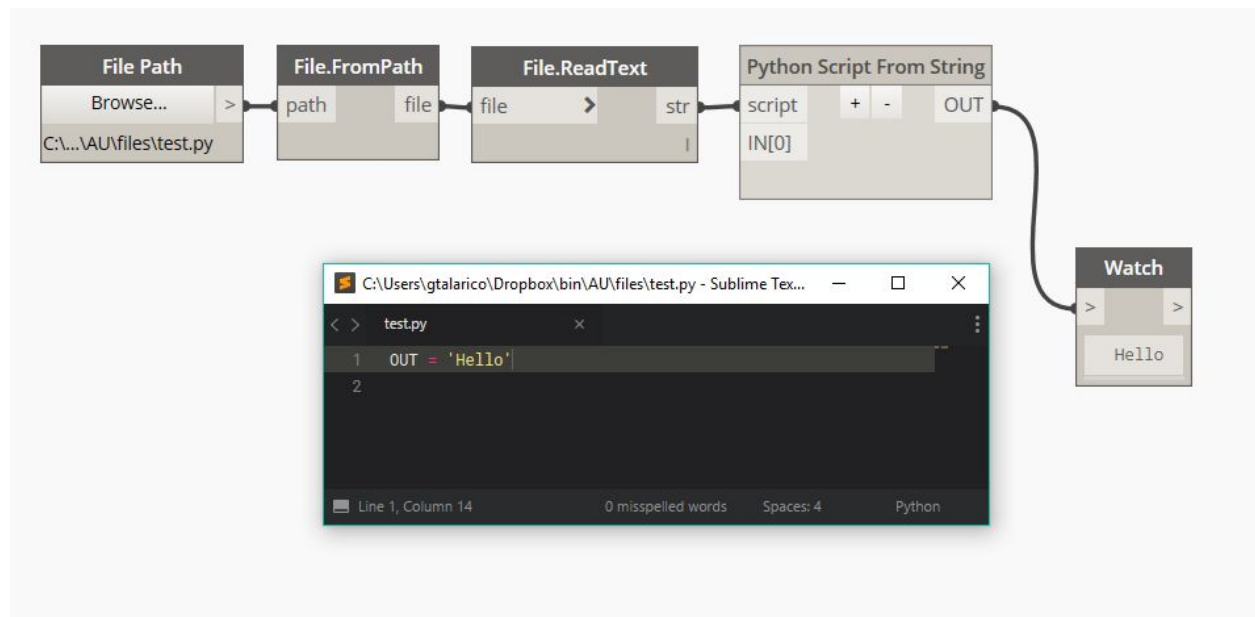 File Path
Browse... >
C:\...\AU\files\test.py
File.FromPath
path file
File.ReadText
file > str
l
Python Script From String
script + - OUT
IN[0]
Watch
> >
Hello
C:\Users\gtalarico\Dropbox\bin\AU\files\test.py - Sublime Tex...
test.py
1 OUT = 'Hello'
2
Line 1, Column 14 0 misspelled words Spaces: 4 Python